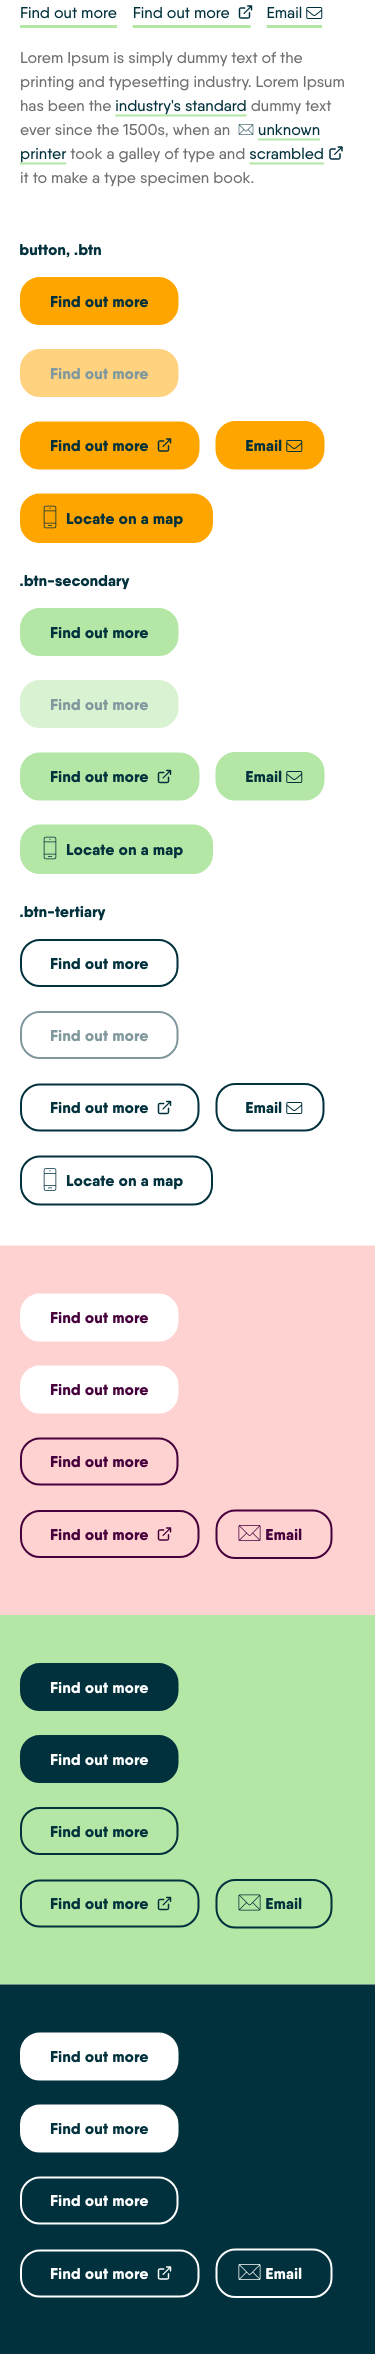 Find out more Find out more Email
Lorem Ipsum is simply dummy text of the
printing and typesetting industry. Lorem Ipsum
has been the industry's standard dummy text
ever since the 1500s, when an unknown
printer took a galley of type and scrambled
it to make a type specimen book.
button, .btn
Find out more
Find out more
Find out more Email
Locate on a map
.btn-secondary
Find out more
Find out more
Find out more Email
Locate on a map
.btn-tertiary
Find out more
Find out more
Find out more Email
Locate on a map
Find out more
Find out more
Find out more
Find out more Email
Find out more
Find out more
Find out more
Find out more Email
Find out more
Find out more
Find out more
Find out more Email